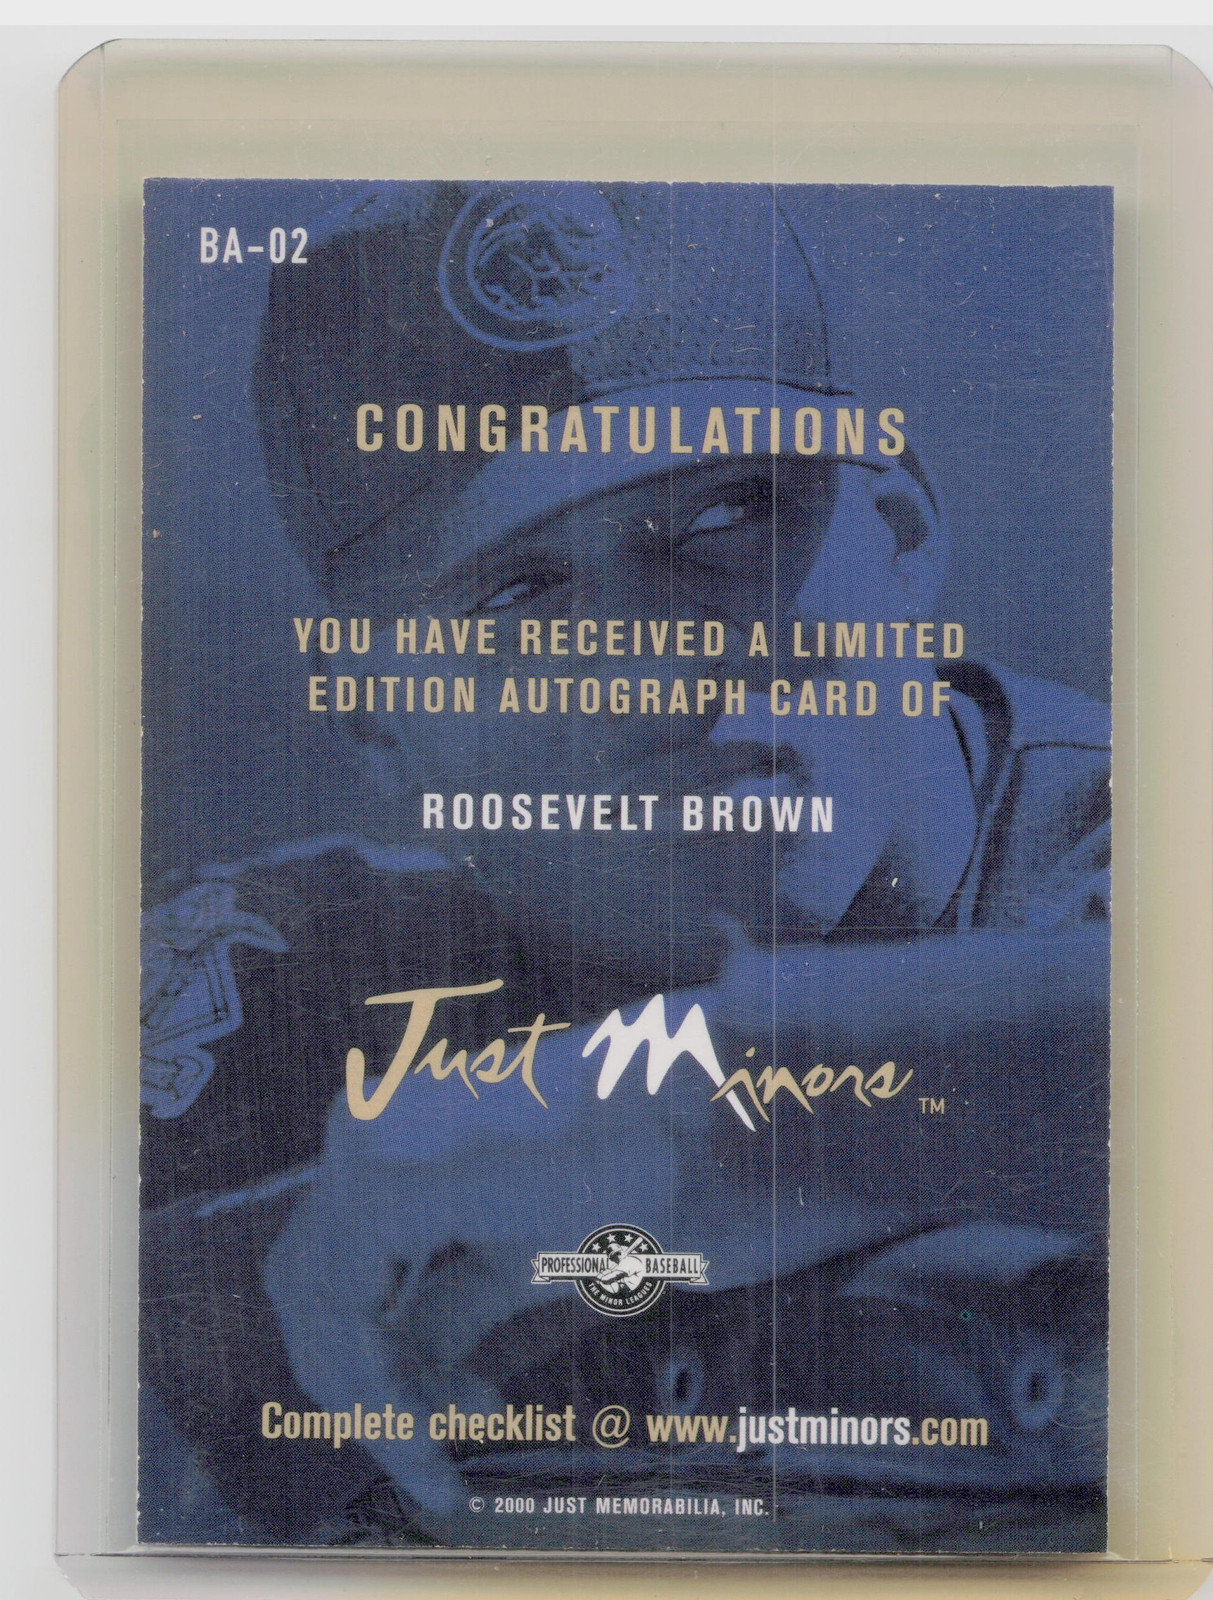 BA-02
CONGRATULATIONS
YOU HAVE RECEIVED A LIMITED
EDITION AUTOGRAPH CARD OF
ROOSEVELT BROWN
Just Minors TM
PROFESSIONAL BASEBALL
THE MINOR LEAGUES
Complete checklist @ www.justminors.com
© 2000 JUST MEMORABILIA, INC.